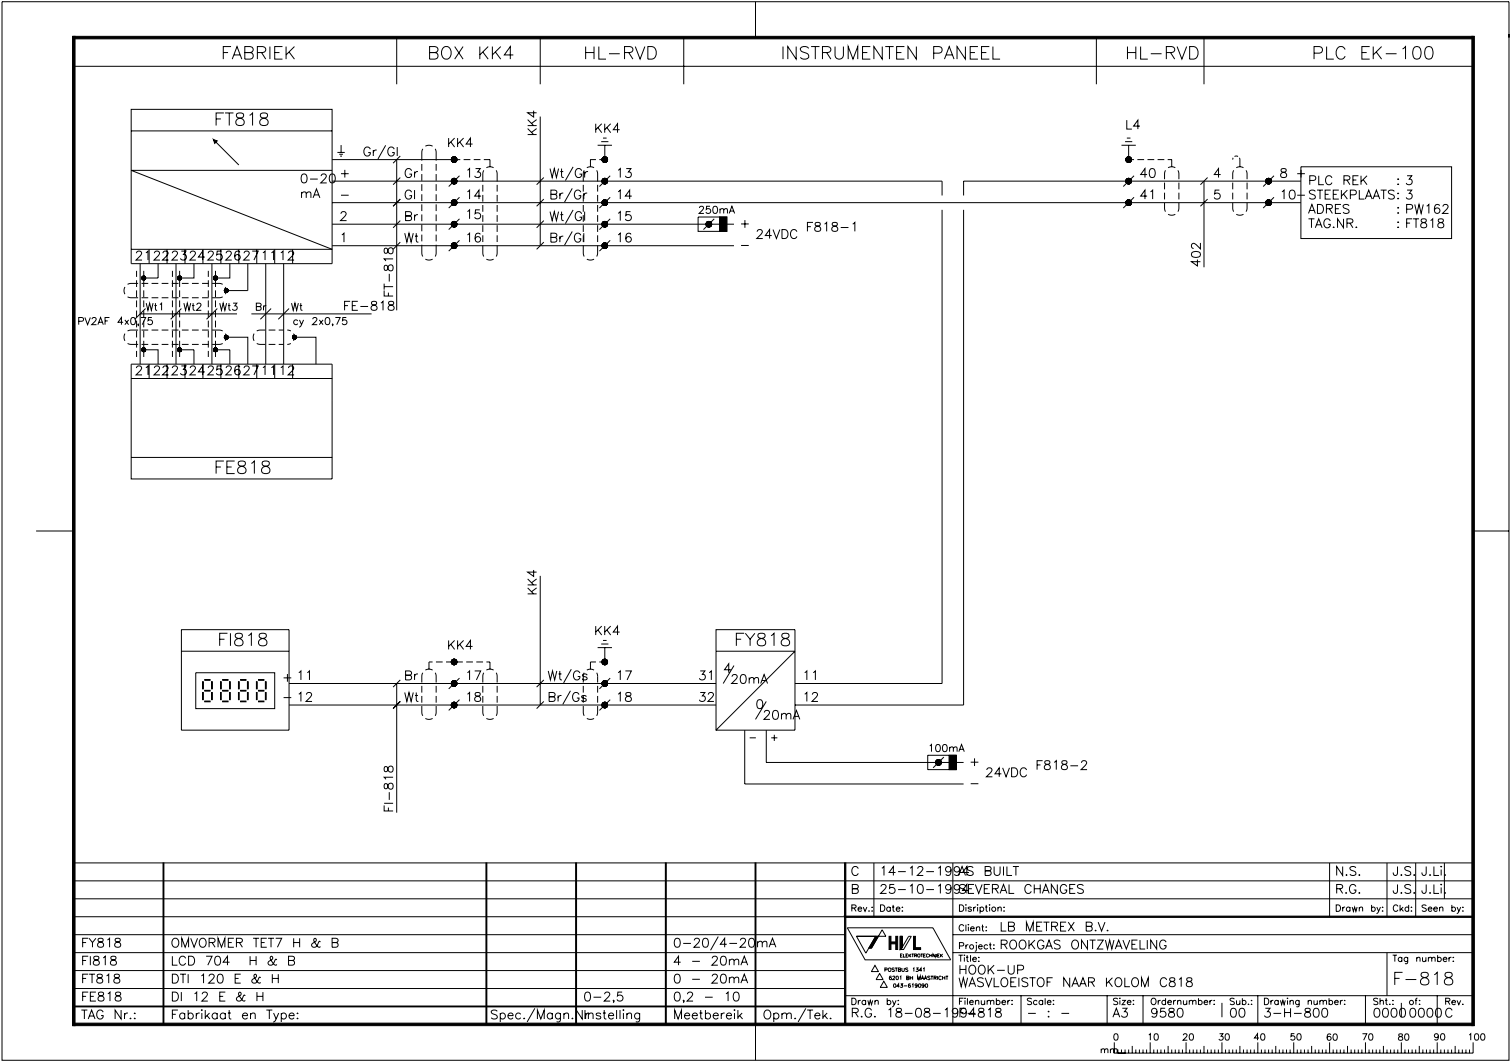 FABRIEK BOX KK4 HL-RVD INSTRUMENTEN PANEEL HL-RVD PLC EK-100
FT818
0-20
mA
Gr/Gl
+ Gr KK4 13 Wt/Gr KK4 13
- Gl 14 Br/Gr 14
2 Br 15 Wt/Gl 15
1 Wt 16 Br/Gl 16
KK4
250mA
+
-
24VDC F818-1
L4
40 4 8 +
41 5 10 -
402
PLC REK : 3
STEEKPLAATS: 3
ADRES : PW162
TAG.NR. : FT818
21 22 23 24 25 26 27 11 12
FT-818
Wt1 Wt2 Wt3 Br Wt FE-818
PV2AF 4x0,75 cy 2x0,75
21 22 23 24 25 26 27 11 12
FE818
KK4
FI818
8888
+ 11 Br KK4 17 Wt/Gs KK4 17
- 12 Wt 18 Br/Gs 18
FI-818
FY818
31 4/20mA 11
32 0/20mA 12
- +
100mA
+
-
24VDC F818-2
C 14-12-1994 AS BUILT N.S. J.S. J.Li.
B 25-10-1994 SEVERAL CHANGES R.G. J.S. J.Li.
Rev.: Date: Disription: Drawn by: Ckd: Seen by:
FY818 OMVORMER TET7 H & B 0-20/4-20mA
FI818 LCD 704 H & B 4 - 20mA
FT818 DTI 120 E & H 0 - 20mA
FE818 DI 12 E & H 0-2,5 0,2 - 10
TAG Nr.: Fabrikaat en Type: Spec./Magn.Nr. Instelling Meetbereik Opm./Tek.
HVL
ELEKTROTECHNIEK
POSTBUS 1341
6201 BH MAASTRICHT
043-619090
Client: LB METREX B.V.
Project: ROOKGAS ONTZWAVELING
Title:
HOOK-UP
WASVLOEISTOF NAAR KOLOM C818
Tag number:
F-818
Drawn by: Filenumber: Scale: Size: Ordernumber: Sub.: Drawing number: Sht.: of: Rev.
R.G. 18-08-1994 - : - A3 9580 00 3-H-800 0000 0000 C
0 10 20 30 40 50 60 70 80 90 100
mm